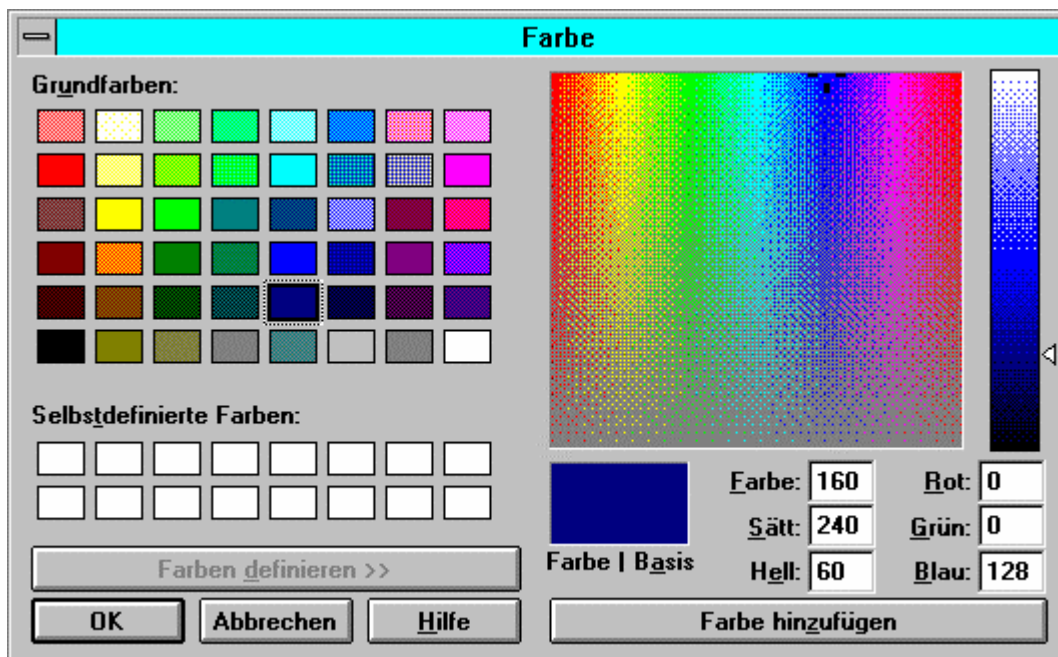 Farbe
Grundfarben:
Selbstdefinierte Farben:
Farben definieren >>
OK Abbrechen Hilfe
Farbe: 160 Rot: 0
Sätt: 240 Grün: 0
Farbe | Basis
Hell: 60 Blau: 128
Farbe hinzufügen